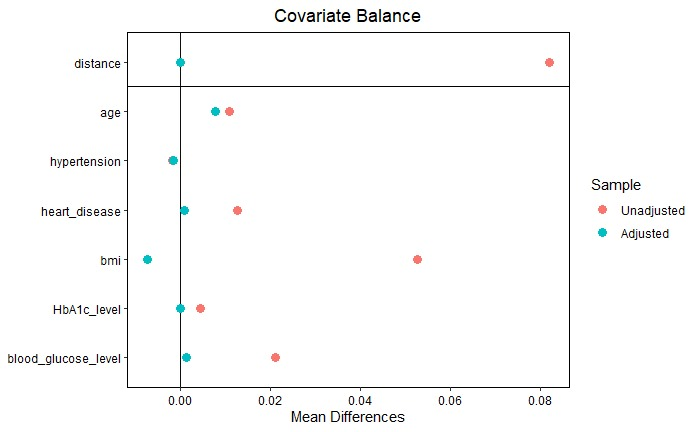 Covariate Balance
distance
age
hypertension
heart_disease
bmi
HbA1c_level
blood_glucose_level
0.00 0.02 0.04 0.06 0.08
Mean Differences
Sample
Unadjusted
Adjusted